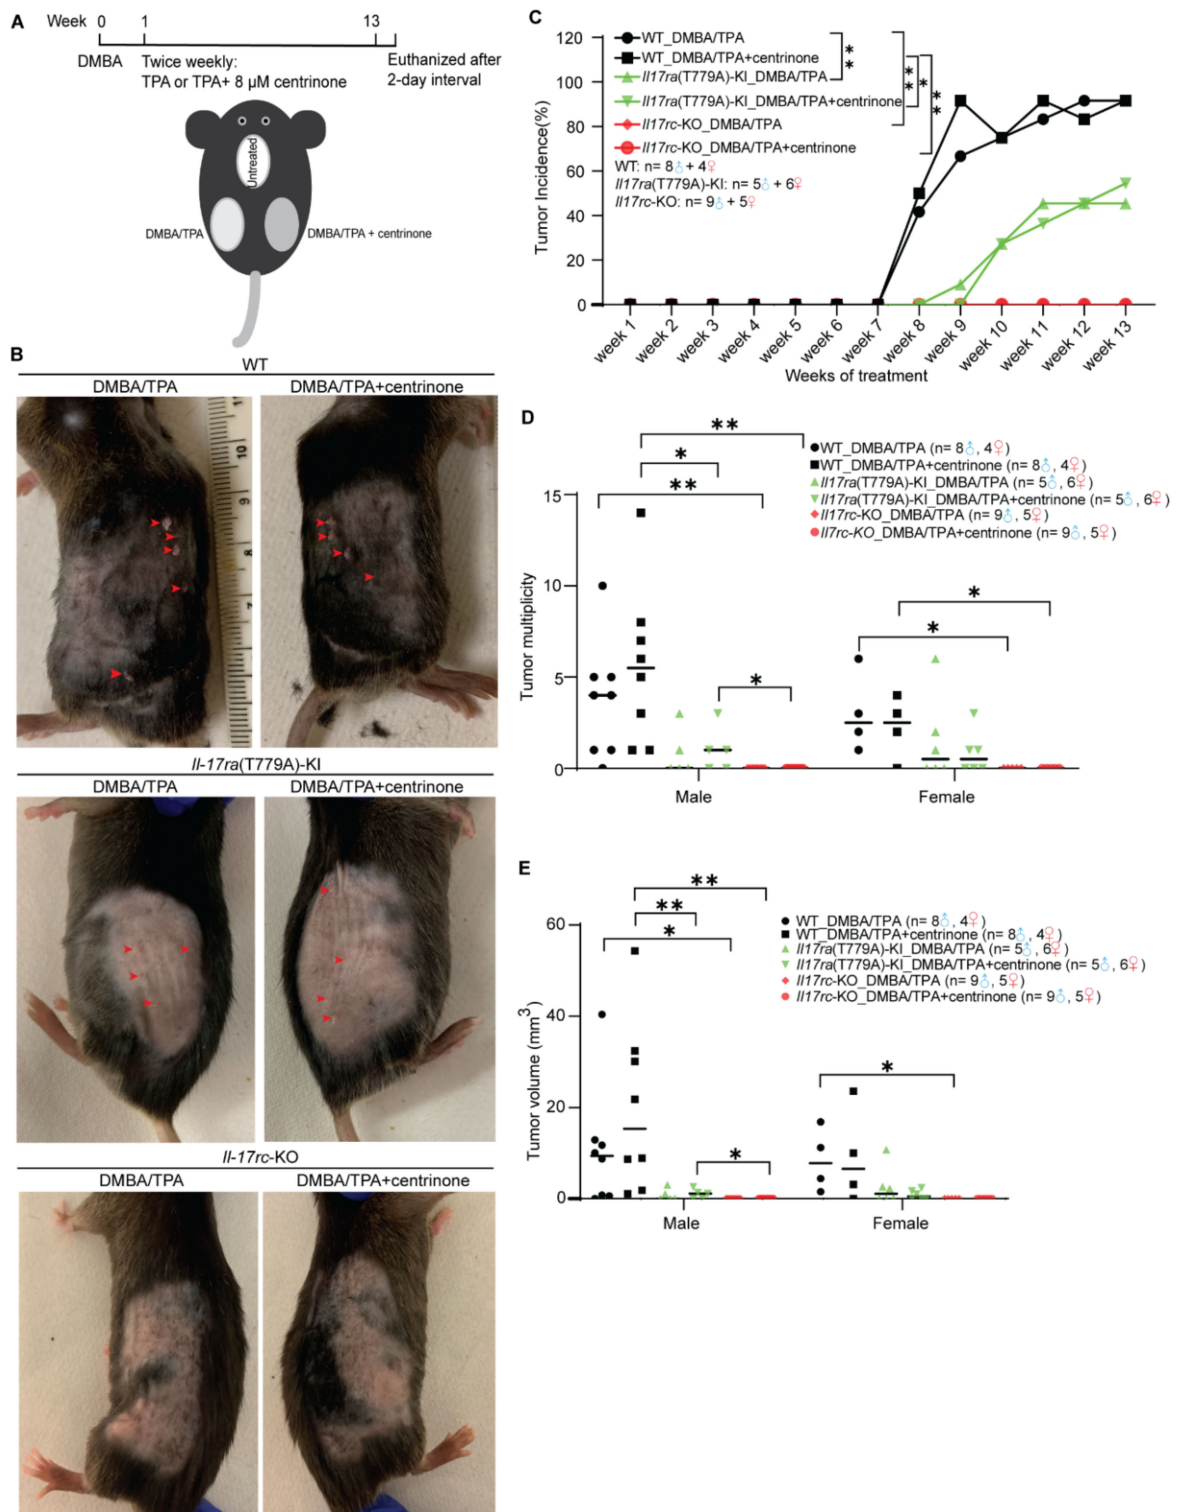 A
Week 0 1 13
DMBA Twice weekly: Euthanized after
TPA or TPA+ 8 µM centrinone 2-day interval
Untreated
DMBA/TPA DMBA/TPA + centrinone
B
WT
DMBA/TPA DMBA/TPA+centrinone
10
9
8
7
Il-17ra(T779A)-KI
DMBA/TPA DMBA/TPA+centrinone
Il-17rc-KO
DMBA/TPA DMBA/TPA+centrinone
C
120
100
80
60
40
20
0
Tumor Incidence(%)
WT_DMBA/TPA
WT_DMBA/TPA+centrinone
Il17ra(T779A)-KI_DMBA/TPA
Il17ra(T779A)-KI_DMBA/TPA+centrinone
Il17rc-KO_DMBA/TPA
Il17rc-KO_DMBA/TPA+centrinone
WT: n= 8♂+ 4♀
Il17ra(T779A)-KI: n= 5♂ + 6♀
Il17rc-KO: n= 9♂ + 5♀
**
**
*
**
week 1 week 2 week 3 week 4 week 5 week 6 week 7 week 8 week 9 week 10 week 11 week 12 week 13
Weeks of treatment
D
**
*
**
*
*
*
WT_DMBA/TPA (n= 8♂, 4♀)
WT_DMBA/TPA+centrinone (n= 8♂, 4♀)
Il17ra(T779A)-KI_DMBA/TPA (n= 5♂, 6♀)
Il17ra(T779A)-KI_DMBA/TPA+centrinone (n= 5♂, 6♀)
Il17rc-KO_DMBA/TPA (n= 9♂, 5♀)
Il7rc-KO_DMBA/TPA+centrinone (n= 9♂, 5♀)
15
10
5
0
Tumor multiplicity
Male Female
E
**
**
*
*
*
WT_DMBA/TPA (n= 8♂, 4♀)
WT_DMBA/TPA+centrinone (n= 8♂, 4♀)
Il17ra(T779A)-KI_DMBA/TPA (n= 5♂, 6♀)
Il17ra(T779A)-KI_DMBA/TPA+centrinone (n= 5♂, 6♀)
Il17rc-KO_DMBA/TPA (n= 9♂, 5♀)
Il17rc-KO_DMBA/TPA+centrinone (n= 9♂, 5♀)
60
40
20
0
Tumor volume (mm3)
Male Female